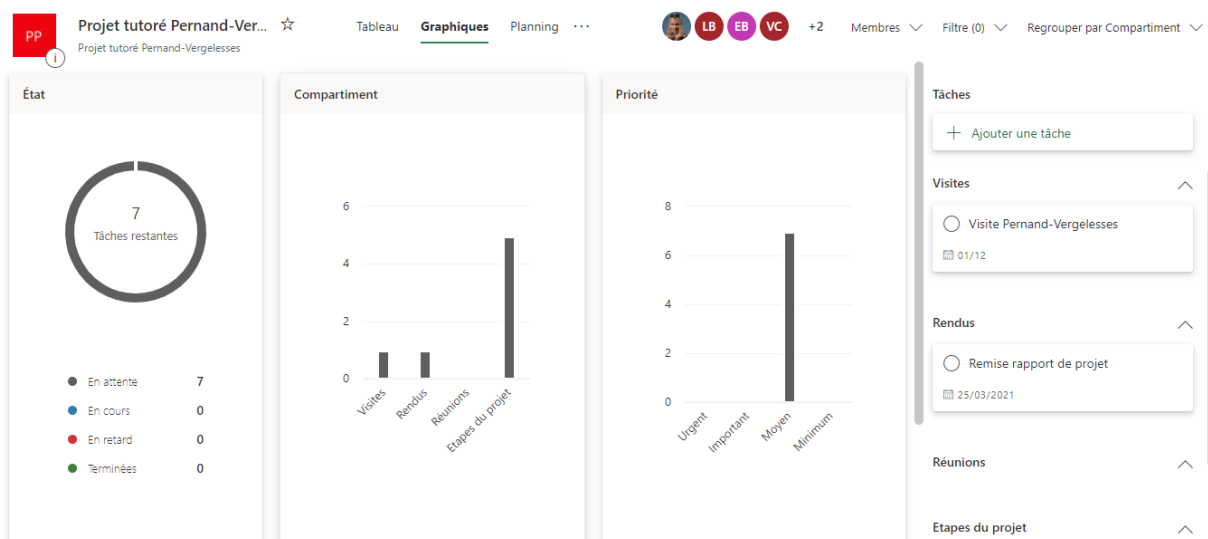 PP
Projet tutoré Pernand-Ver...
Projet tutoré Pernand-Vergelesses
i
Tableau
Graphiques
Planning
...
LB
EB
VC
+2
Membres
Filtre (0)
Regrouper par Compartiment
État
7
Tâches restantes
En attente 7
En cours 0
En retard 0
Terminées 0
Compartiment
6
4
2
0
Visites
Rendus
Réunions
Etapes du projet
Priorité
8
6
4
2
0
Urgent
Important
Moyen
Minimum
Tâches
+ Ajouter une tâche
Visites
Visite Pernand-Vergelesses
01/12
Rendus
Remise rapport de projet
25/03/2021
Réunions
Etapes du projet